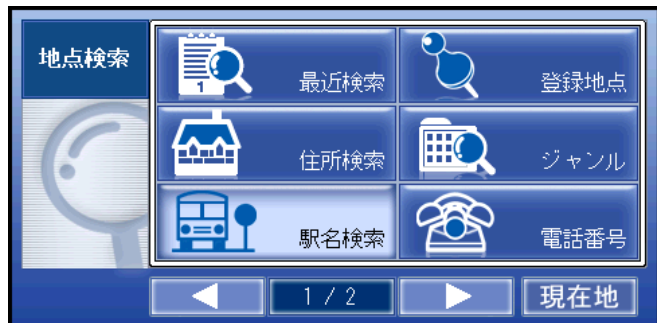 地点検索
最近検索
登録地点
1
住所検索
ジャンル
駅名検索
電話番号
1 / 2
現在地